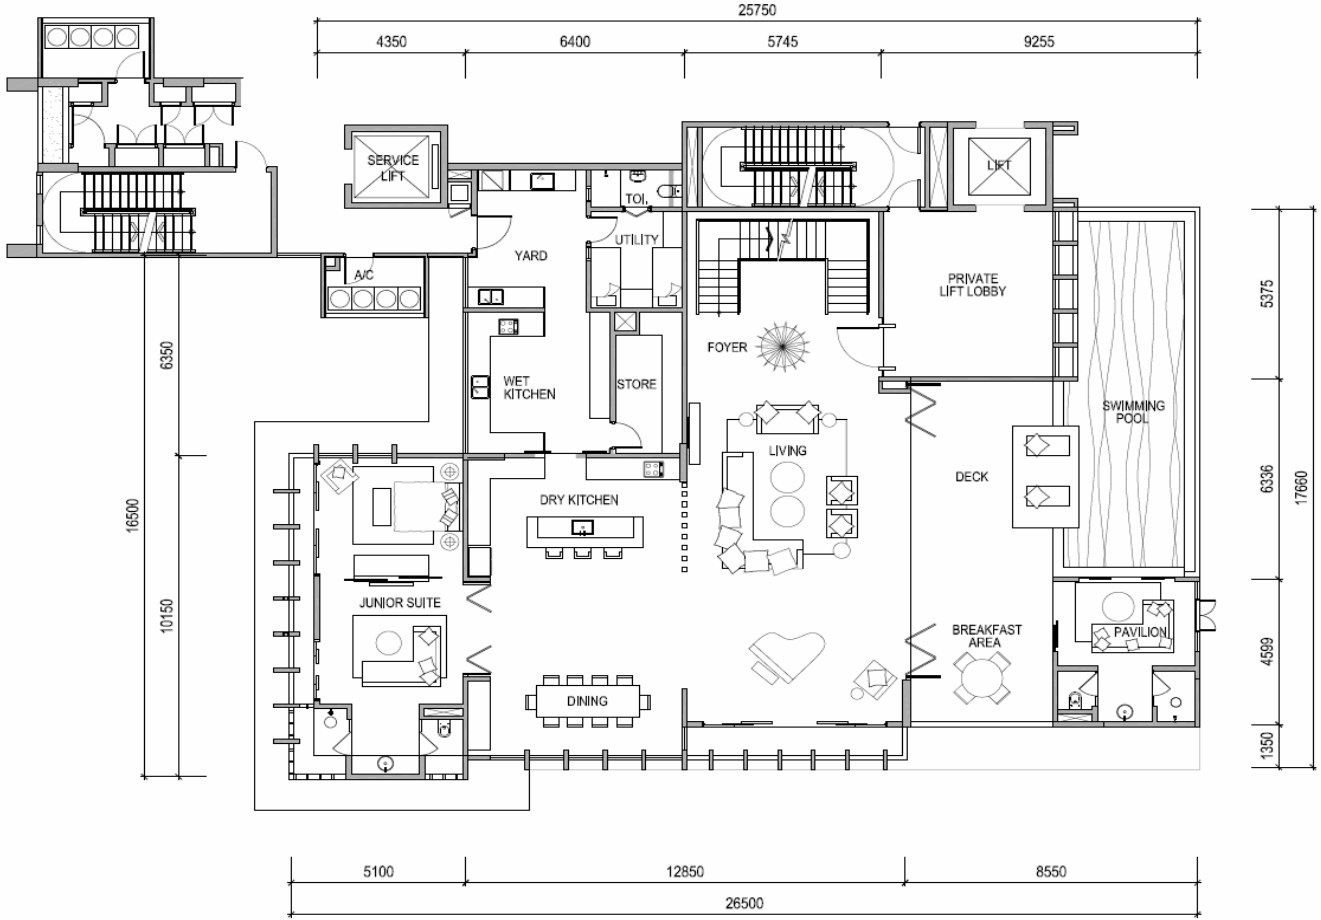 25750
4350
6400
5745
9255
SERVICE
LIFT
LIFT
TOI.
UTILITY
YARD
A/C
PRIVATE
LIFT LOBBY
5375
6350
FOYER
WET
KITCHEN
STORE
SWIMMING
POOL
LIVING
DECK
6336
17660
16500
DRY KITCHEN
JUNIOR SUITE
10150
BREAKFAST
AREA
PAVILION
4599
DINING
1350
5100
12850
8550
26500